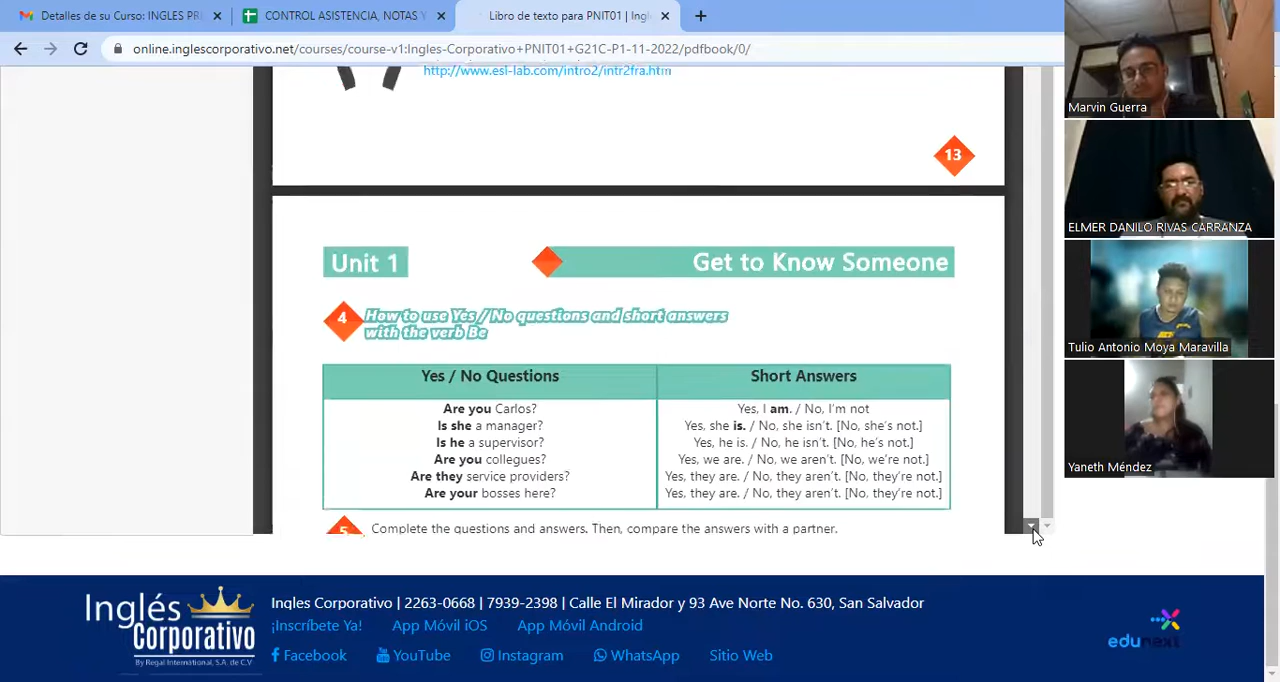 Detalles de su Curso: INGLES PR
CONTROL ASISTENCIA, NOTAS Y
Libro de texto para PNIT01 | Ingl
online.inglescorporativo.net/courses/course-v1:Ingles-Corporativo+PNIT01+G21C-P1-11-2022/pdfbook/0/
http://www.esl-lab.com/intro2/intr2fra.htm
13
Unit 1
Get to Know Someone
4
How to use Yes / No questions and short answers
with the verb Be
Yes / No Questions
Short Answers
Are you Carlos?
Yes, I am. / No, I'm not
Is she a manager?
Yes, she is. / No, she isn't. [No, she's not.]
Is he a supervisor?
Yes, he is. / No, he isn't. [No, he's not.]
Are you collegues?
Yes, we are. / No, we aren't. [No, we're not.]
Are they service providers?
Yes, they are. / No, they aren't. [No, they're not.]
Are your bosses here?
Yes, they are. / No, they aren't. [No, they're not.]
5
Complete the questions and answers. Then, compare the answers with a partner.
Marvin Guerra
ELMER DANILO RIVAS CARRANZA
Tulio Antonio Moya Maravilla
Yaneth Méndez
Inglés
Corporativo
By Regal International, S.A. de C.V
Ingles Corporativo | 2263-0668 | 7939-2398 | Calle El Mirador y 93 Ave Norte No. 630, San Salvador
¡Inscríbete Ya!
App Móvil iOS
App Móvil Android
Facebook
YouTube
Instagram
WhatsApp
Sitio Web
edunext